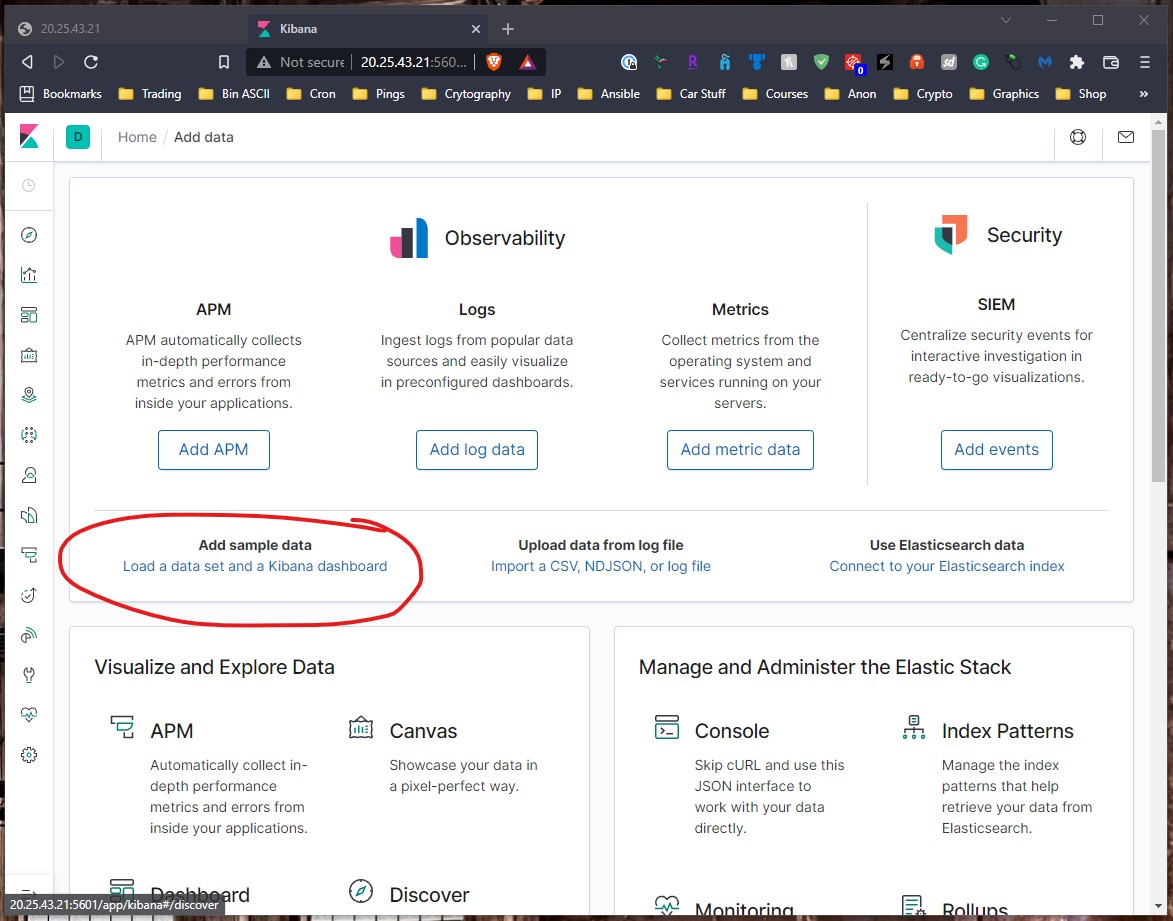 20.25.43.21
Kibana
Not secure 20.25.43.21:560...
0
Bookmarks Trading Bin ASCII Cron Pings Crytography IP Ansible Car Stuff Courses Anon Crypto Graphics Shop »
D Home / Add data
Observability
Security
APM
APM automatically collects
in-depth performance
metrics and errors from
inside your applications.
Add APM
Logs
Ingest logs from popular data
sources and easily visualize
in preconfigured dashboards.
Add log data
Metrics
Collect metrics from the
operating system and
services running on your
servers.
Add metric data
SIEM
Centralize security events for
interactive investigation in
ready-to-go visualizations.
Add events
Add sample data
Load a data set and a Kibana dashboard
Upload data from log file
Import a CSV, NDJSON, or log file
Use Elasticsearch data
Connect to your Elasticsearch index
Visualize and Explore Data
APM
Automatically collect in-
depth performance
metrics and errors from
inside your applications.
Canvas
Showcase your data in
a pixel-perfect way.
Dashboard
Discover
Manage and Administer the Elastic Stack
Console
Skip cURL and use this
JSON interface to
work with your data
directly.
Index Patterns
Manage the index
patterns that help
retrieve your data from
Elasticsearch.
Monitoring
Rollups
20.25.43.21:5601/app/kibana#/discover